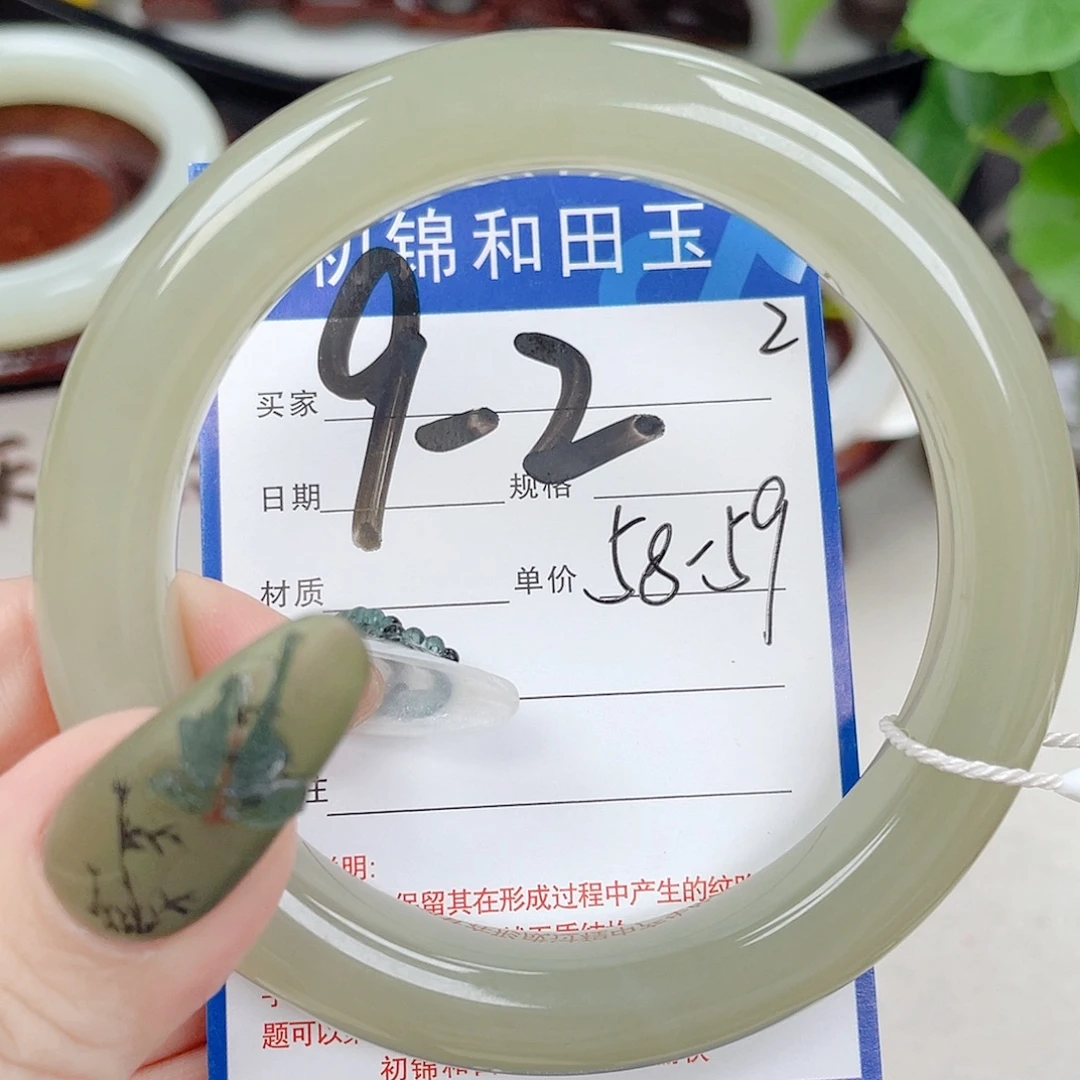 初锦和田玉
2
9-2
买家
日期 规格
58-59
材质 单价
明:
保留其在形成过程中产生的纹
题可以
初锦和